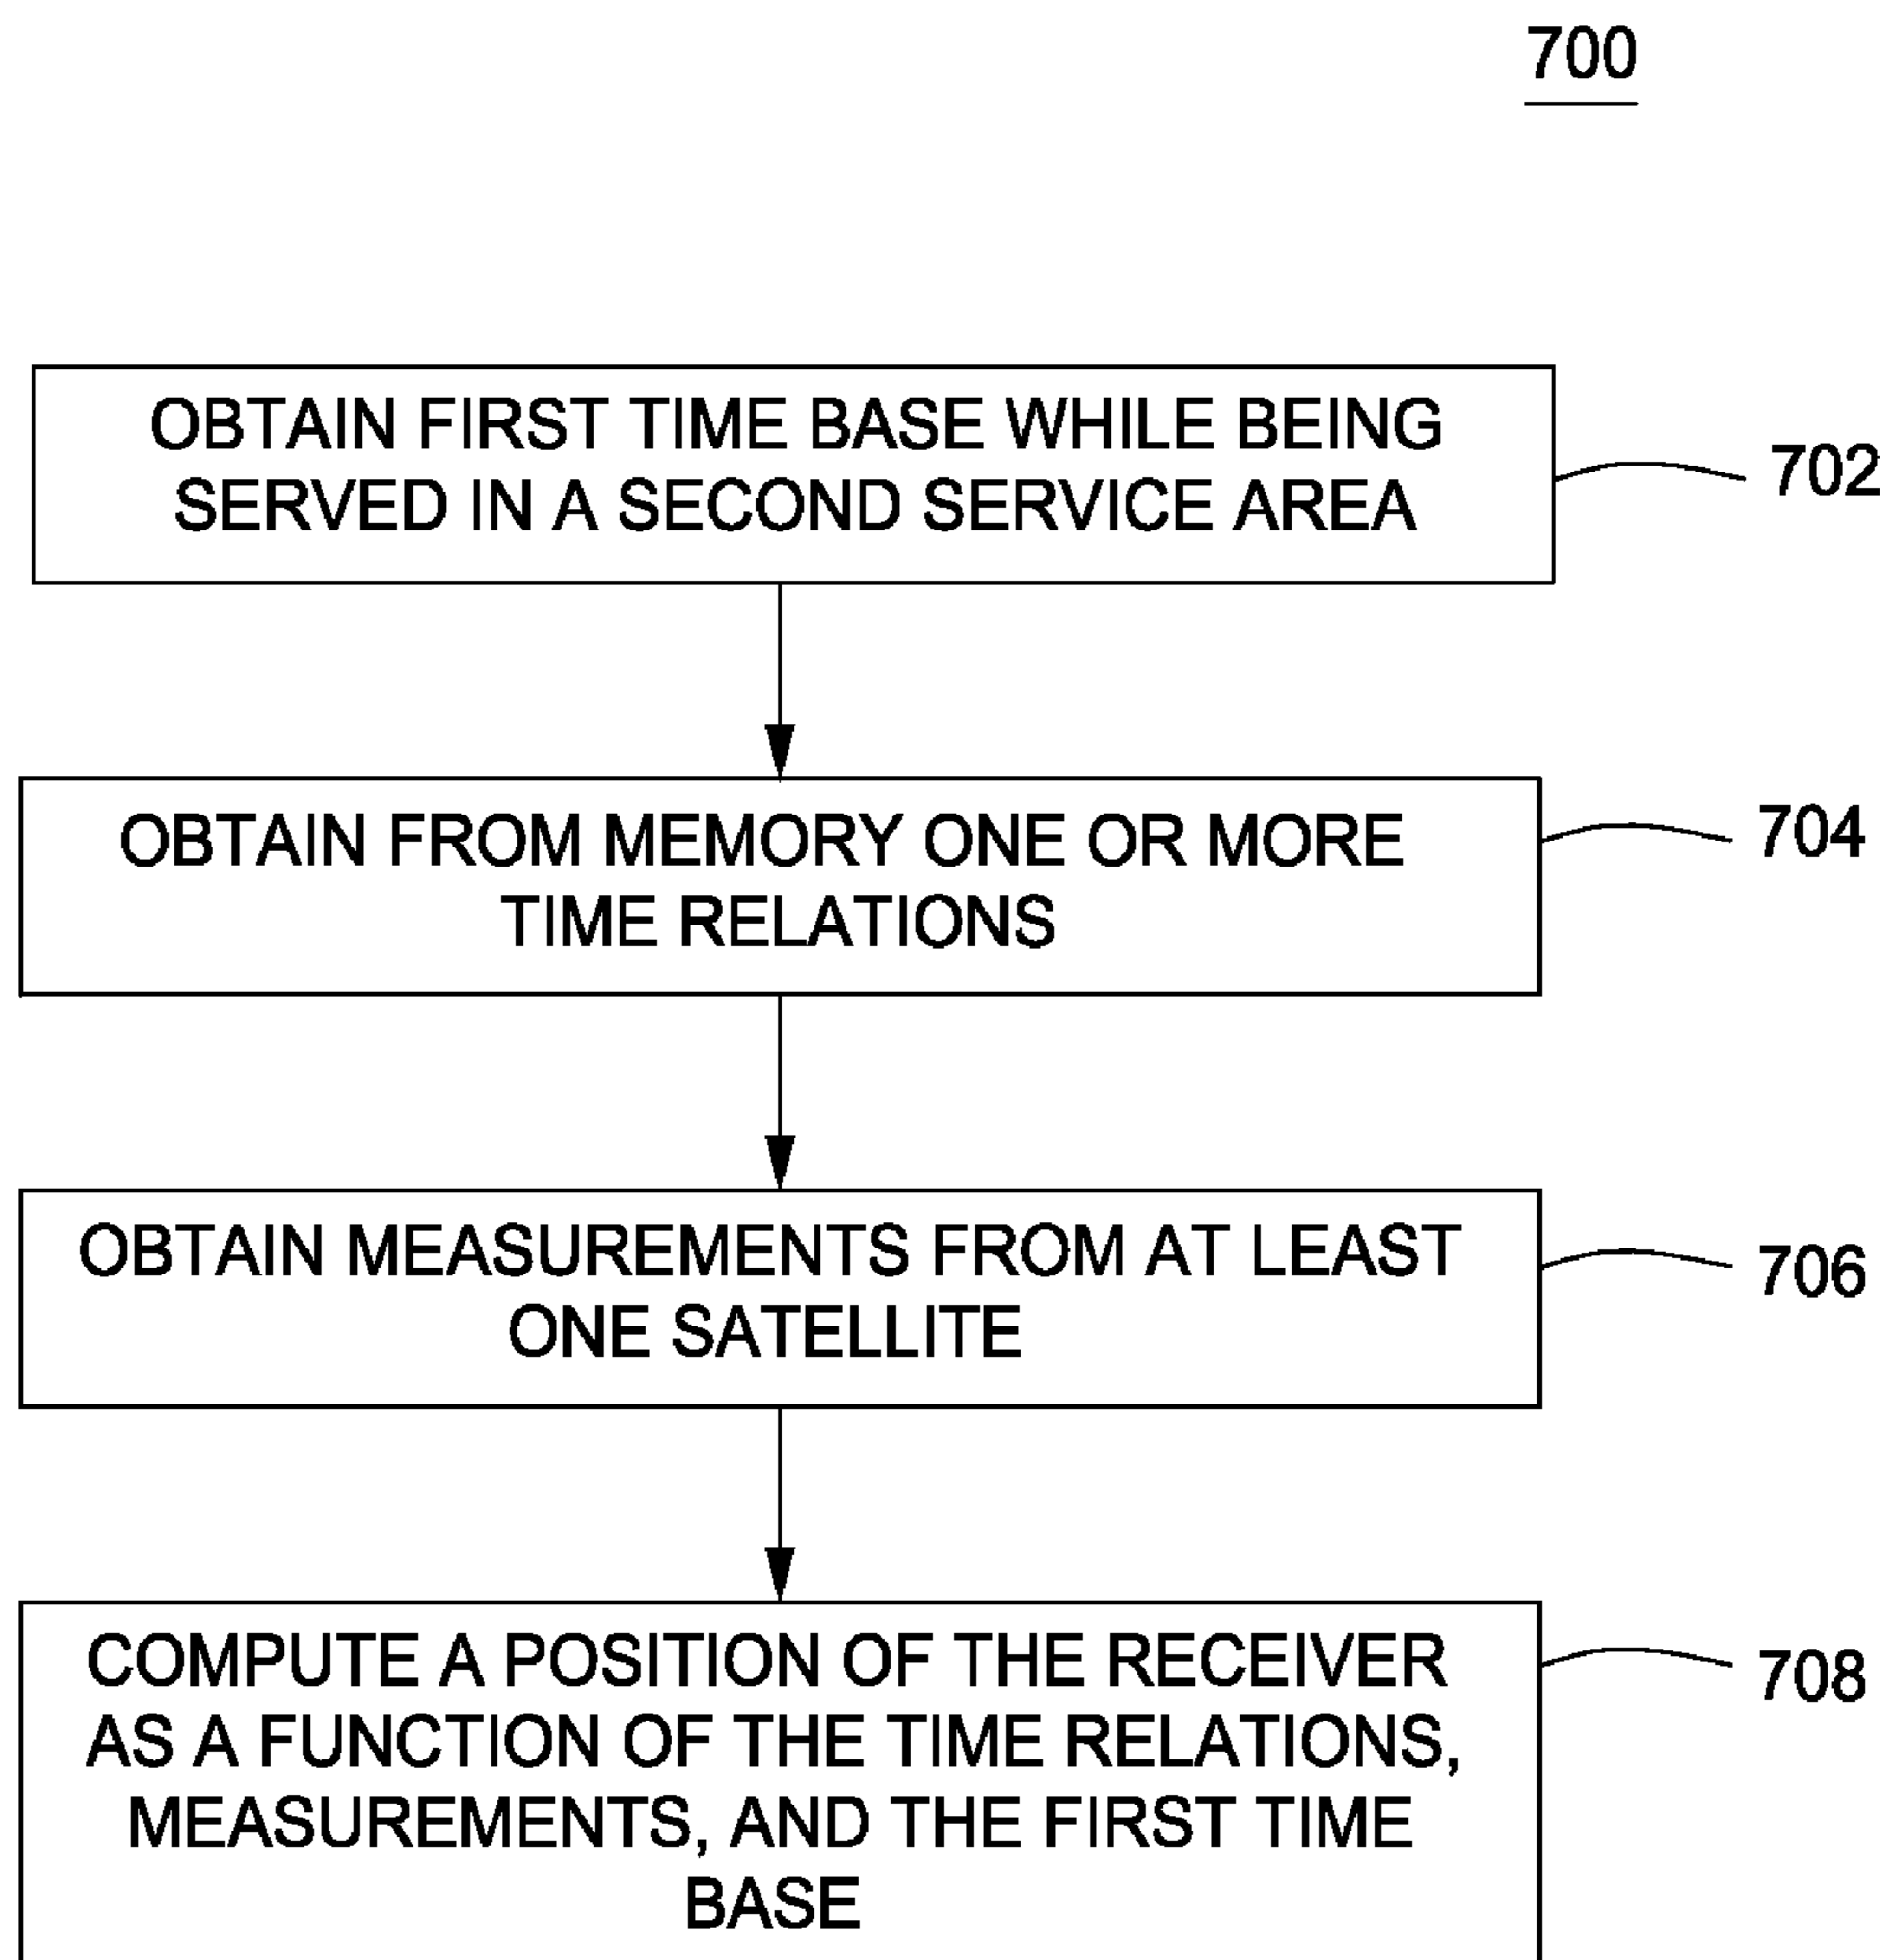 700
OBTAIN FIRST TIME BASE WHILE BEING
SERVED IN A SECOND SERVICE AREA
702
OBTAIN FROM MEMORY ONE OR MORE
TIME RELATIONS
704
OBTAIN MEASUREMENTS FROM AT LEAST
ONE SATELLITE
706
COMPUTE A POSITION OF THE RECEIVER
AS A FUNCTION OF THE TIME RELATIONS,
MEASUREMENTS, AND THE FIRST TIME
BASE
708